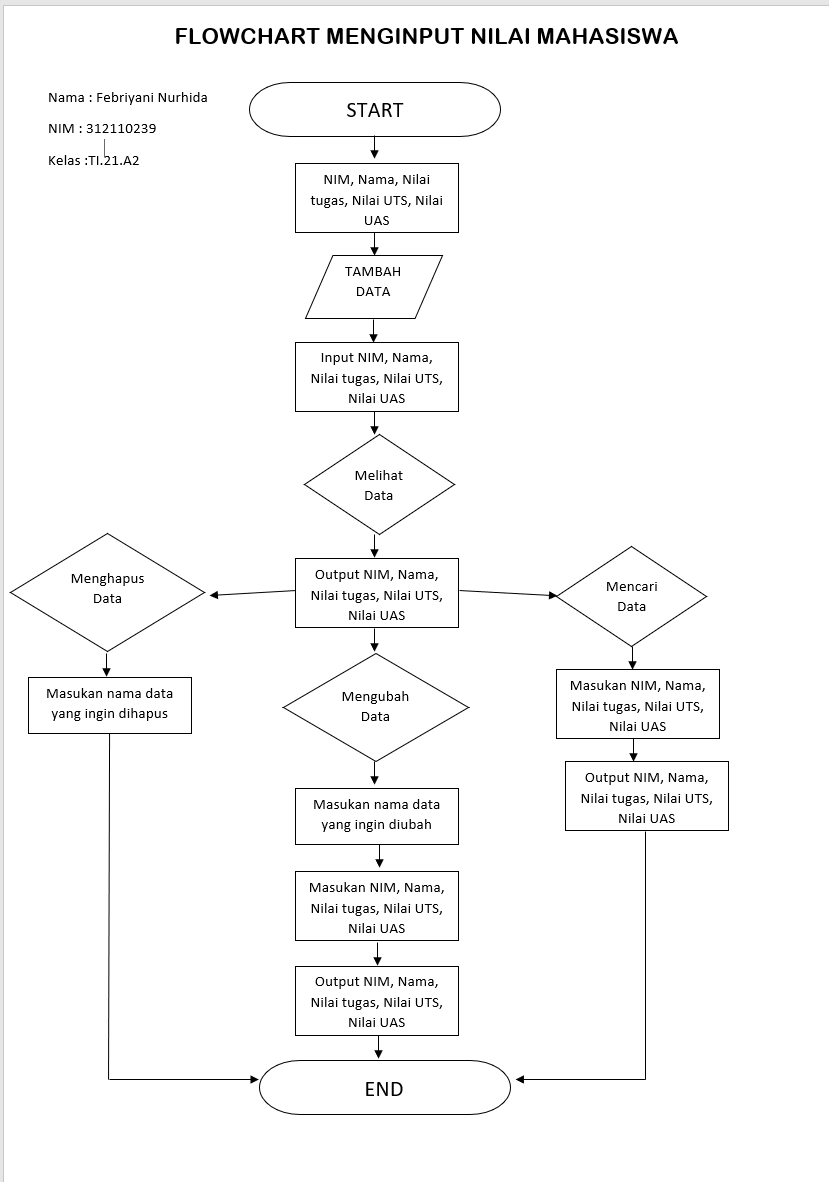 FLOWCHART MENGINPUT NILAI MAHASISWA
Nama : Febriyani Nurhida
NIM : 312110239
Kelas :TI.21.A2
START
NIM, Nama, Nilai
tugas, Nilai UTS, Nilai
UAS
TAMBAH
DATA
Input NIM, Nama,
Nilai tugas, Nilai UTS,
Nilai UAS
Melihat
Data
Output NIM, Nama,
Nilai tugas, Nilai UTS,
Nilai UAS
Menghapus
Data
Masukan nama data
yang ingin dihapus
Mengubah
Data
Masukan nama data
yang ingin diubah
Masukan NIM, Nama,
Nilai tugas, Nilai UTS,
Nilai UAS
Output NIM, Nama,
Nilai tugas, Nilai UTS,
Nilai UAS
Mencari
Data
Masukan NIM, Nama,
Nilai tugas, Nilai UTS,
Nilai UAS
Output NIM, Nama,
Nilai tugas, Nilai UTS,
Nilai UAS
END